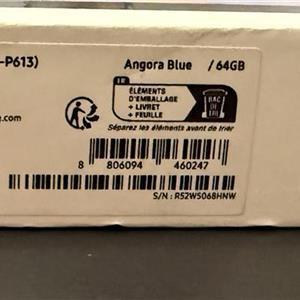 -P613)
Angora Blue / 64GB
FR
ÉLÉMENTS
D'EMBALLAGE
+ LIVRET
+ FEUILLE
BAC
DE
TRI
g.com
Séparez les éléments avant de trier
8 806094 460247
S/N : R52W5068HNW